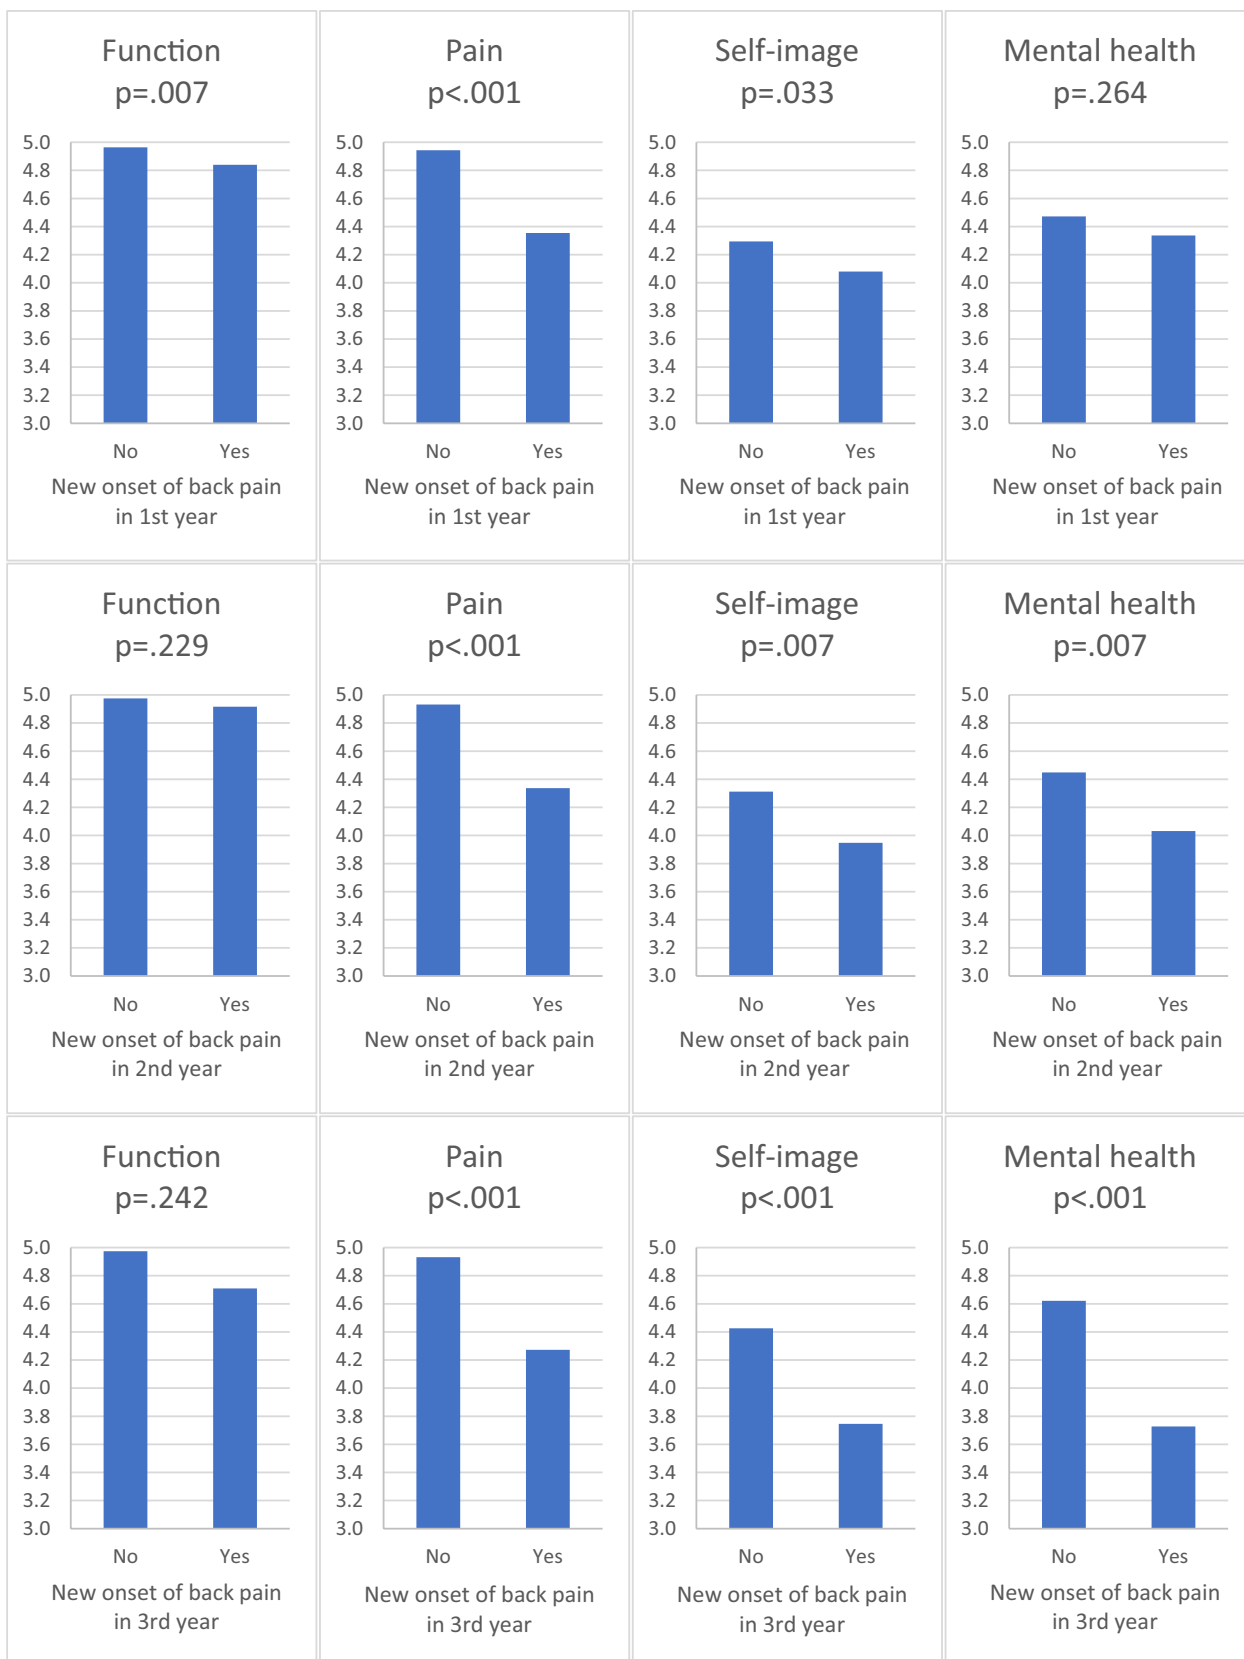 Function
p=.007
5.0
4.8
4.6
4.4
4.2
4.0
3.8
3.6
3.4
3.2
3.0
No Yes
New onset of back pain
in 1st year
Pain
p<.001
5.0
4.8
4.6
4.4
4.2
4.0
3.8
3.6
3.4
3.2
3.0
No Yes
New onset of back pain
in 1st year
Self-image
p=.033
5.0
4.8
4.6
4.4
4.2
4.0
3.8
3.6
3.4
3.2
3.0
No Yes
New onset of back pain
in 1st year
Mental health
p=.264
5.0
4.8
4.6
4.4
4.2
4.0
3.8
3.6
3.4
3.2
3.0
No Yes
New onset of back pain
in 1st year
Function
p=.229
5.0
4.8
4.6
4.4
4.2
4.0
3.8
3.6
3.4
3.2
3.0
No Yes
New onset of back pain
in 2nd year
Pain
p<.001
5.0
4.8
4.6
4.4
4.2
4.0
3.8
3.6
3.4
3.2
3.0
No Yes
New onset of back pain
in 2nd year
Self-image
p=.007
5.0
4.8
4.6
4.4
4.2
4.0
3.8
3.6
3.4
3.2
3.0
No Yes
New onset of back pain
in 2nd year
Mental health
p=.007
5.0
4.8
4.6
4.4
4.2
4.0
3.8
3.6
3.4
3.2
3.0
No Yes
New onset of back pain
in 2nd year
Function
p=.242
5.0
4.8
4.6
4.4
4.2
4.0
3.8
3.6
3.4
3.2
3.0
No Yes
New onset of back pain
in 3rd year
Pain
p<.001
5.0
4.8
4.6
4.4
4.2
4.0
3.8
3.6
3.4
3.2
3.0
No Yes
New onset of back pain
in 3rd year
Self-image
p<.001
5.0
4.8
4.6
4.4
4.2
4.0
3.8
3.6
3.4
3.2
3.0
No Yes
New onset of back pain
in 3rd year
Mental health
p<.001
5.0
4.8
4.6
4.4
4.2
4.0
3.8
3.6
3.4
3.2
3.0
No Yes
New onset of back pain
in 3rd year